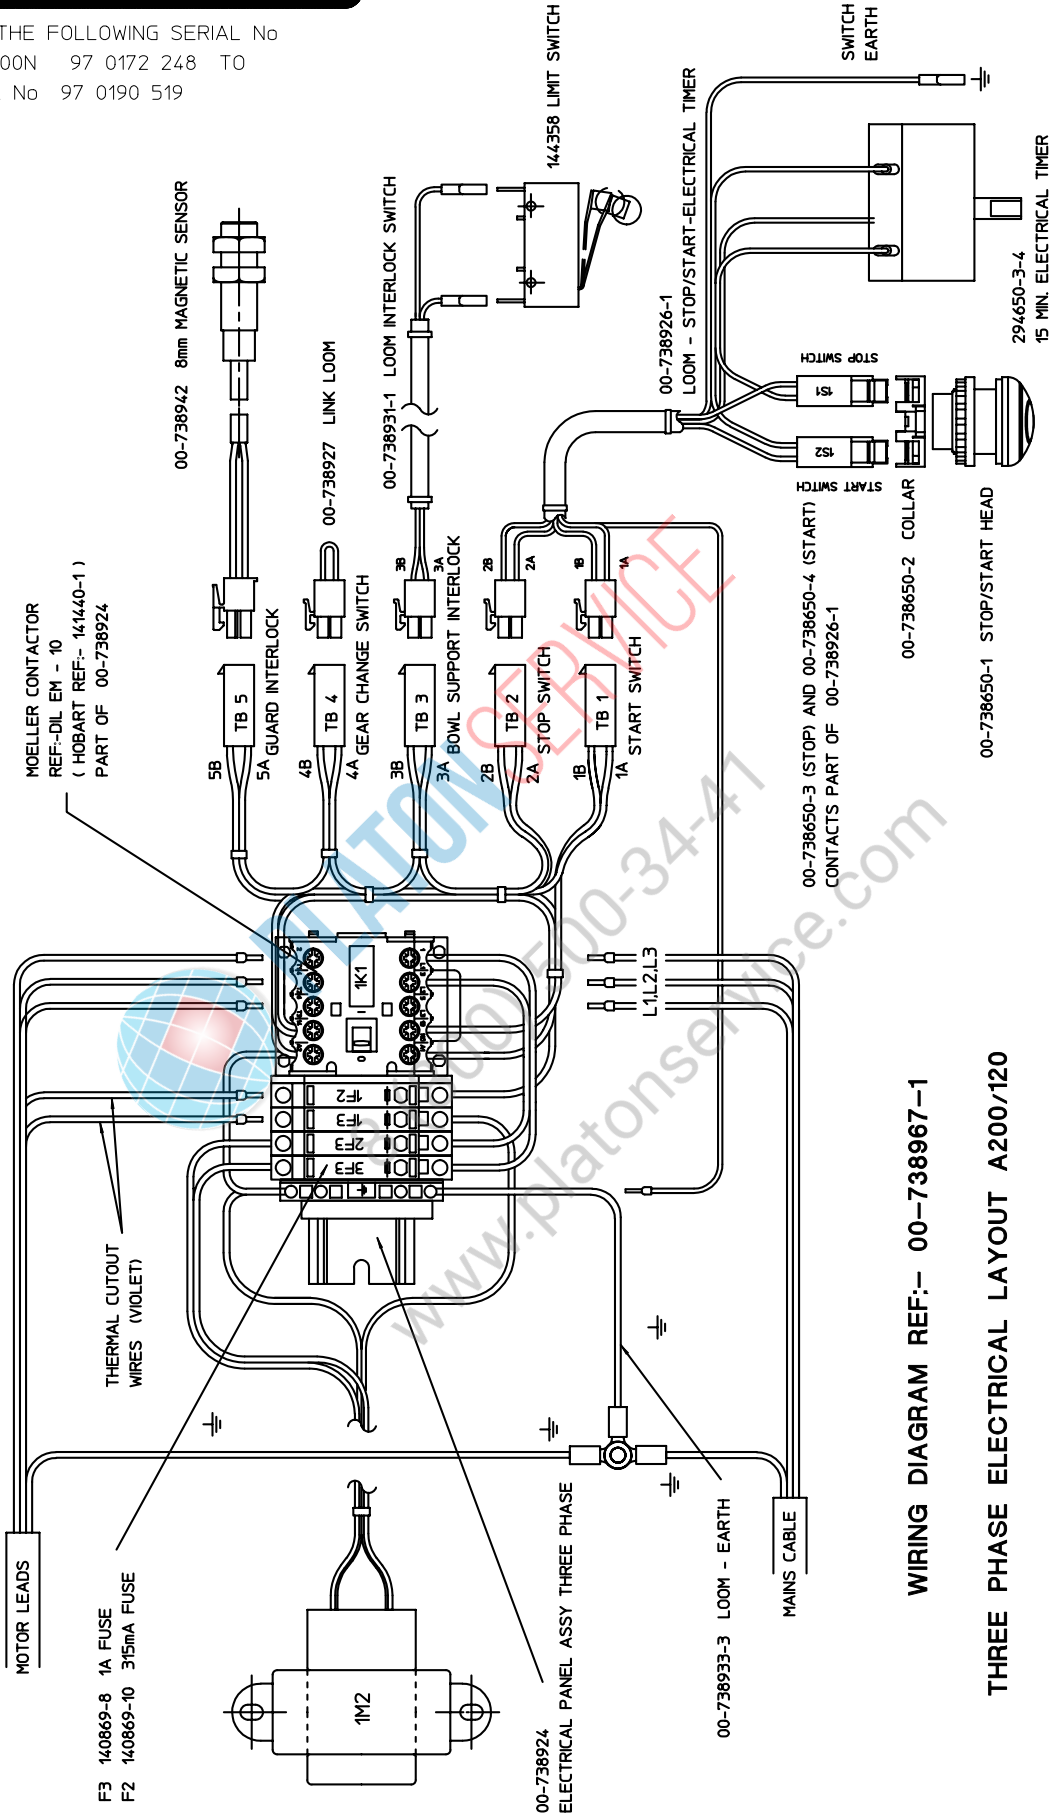 THE FOLLOWING SERIAL No
00N 97 0172 248 TO
No 97 0190 519
SWITCH
EARTH
144358 LIMIT SWITCH
294650-3-4
15 MIN. ELECTRICAL TIMER
00-738926-1
LOOM - STOP/START-ELECTRICAL TIMER
00-738942 8mm MAGNETIC SENSOR
00-738927 LINK LOOM
00-738931-1 LOOM INTERLOCK SWITCH
STOP SWITCH
1S1
1S2
START SWITCH
00-738650-3 (STOP) AND 00-738650-4 (START)
CONTACTS PART OF 00-738926-1
00-738650-2 COLLAR
00-738650-1 STOP/START HEAD
MOELLER CONTACTOR
REF:-DIL EM - 10
( HOBART REF:- 141440-1 )
PART OF 00-738924
3B
3A
2B
2A
1B
1A
TB 5
TB 4
TB 3
TB 2
TB 1
5B
5A
GUARD INTERLOCK
4B
4A
GEAR CHANGE SWITCH
3B
3A
BOWL SUPPORT INTERLOCK
2B
2A
STOP SWITCH
1B
1A
START SWITCH
1K1
L1,L2,L3
1F2
1F3
2F3
3F3
THERMAL CUTOUT
WIRES (VIOLET)
MOTOR LEADS
F3 140869-8 1A FUSE
F2 140869-10 315mA FUSE
1M2
00-738924
ELECTRICAL PANEL ASSY THREE PHASE
00-738933-3 LOOM - EARTH
MAINS CABLE
WIRING DIAGRAM REF:- 00-738967-1
THREE PHASE ELECTRICAL LAYOUT A200/120
PLATONSERVICE
8(800)500-34-41
www.platonservice.com